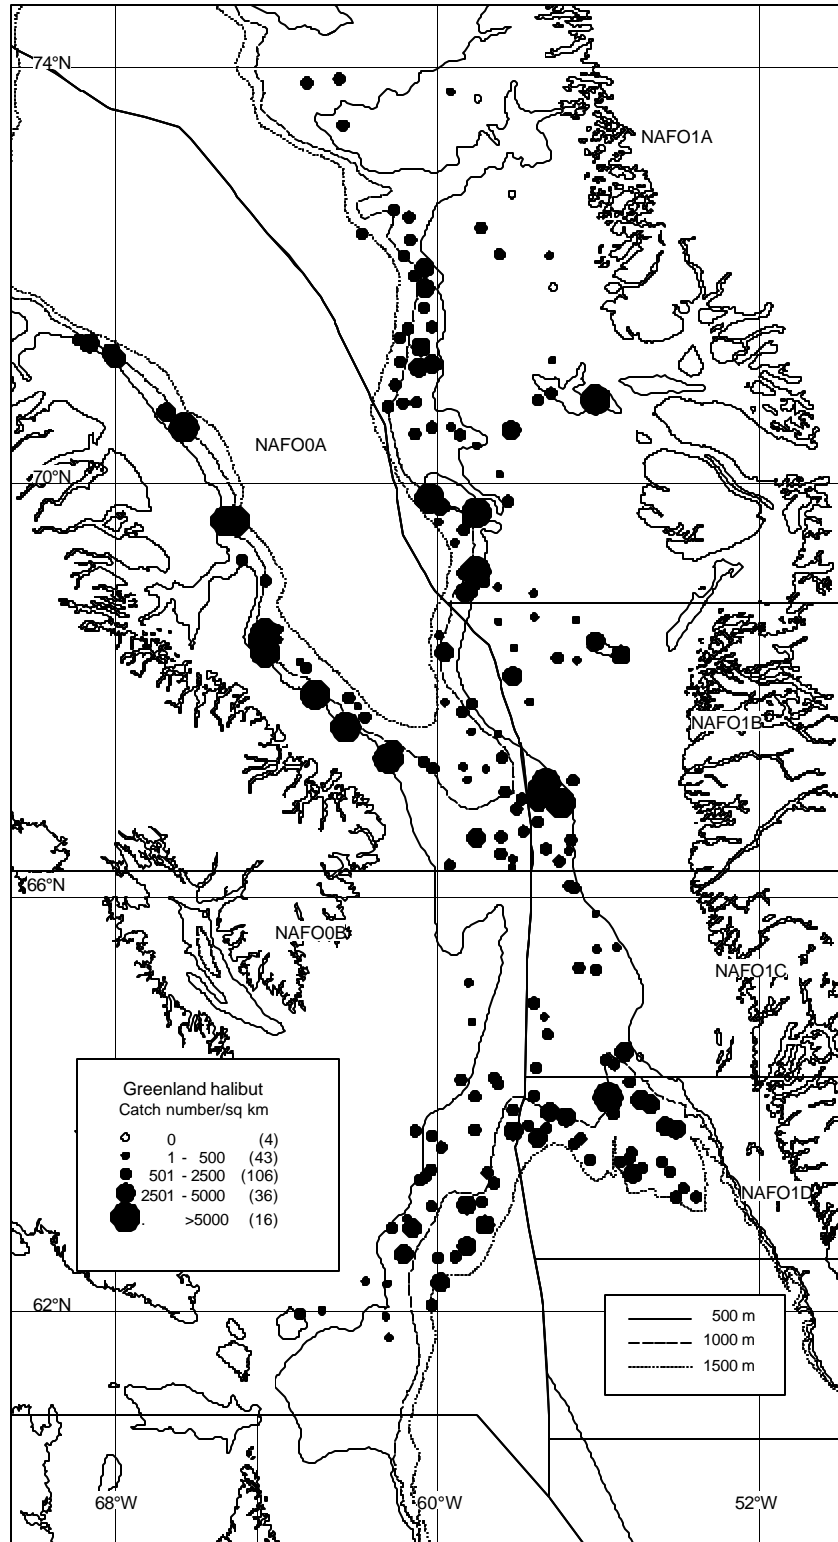 74°N
NAFO1A
NAFO0A
70°N
NAFO1B
66°N
NAFO0B
NAFO1C
Greenland halibut
Catch number/sq km
0 (4)
1 - 500 (43)
501 - 2500 (106)
2501 - 5000 (36)
. >5000 (16)
NAFO1D
62°N
500 m
1000 m
1500 m
68°W 60°W 52°W